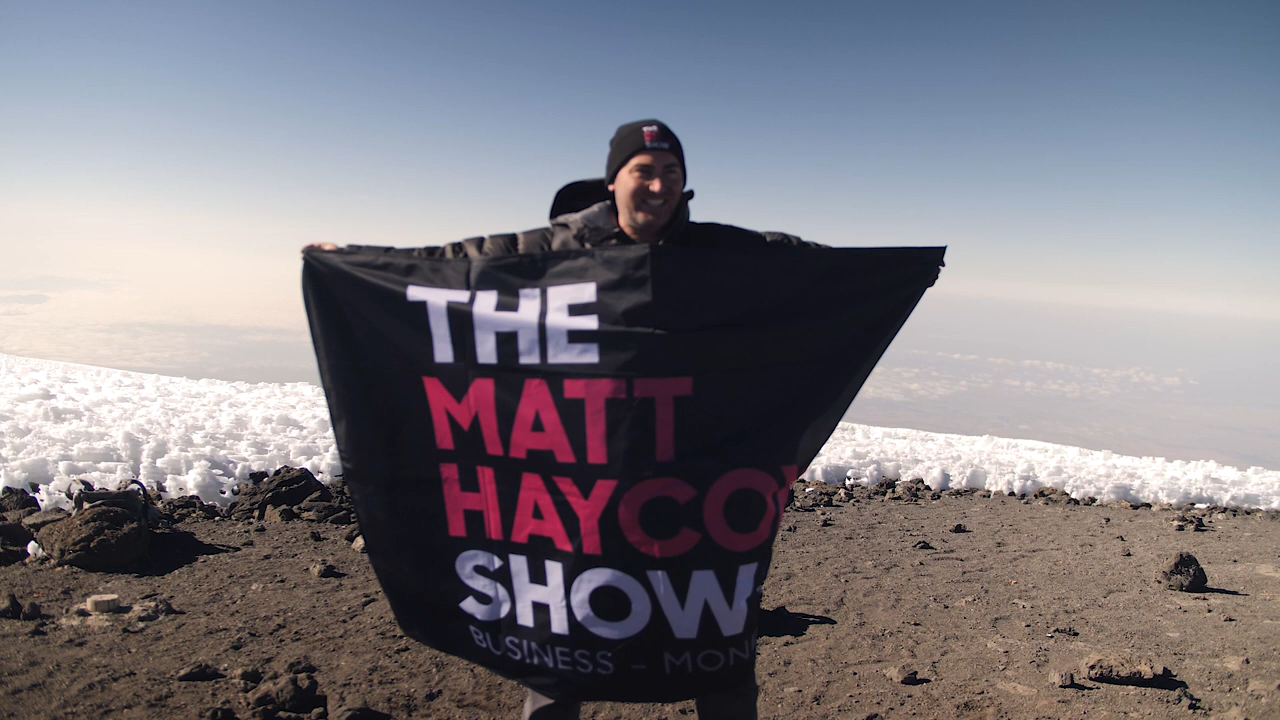 THE
MATT
HAYCO
SHOW
BUSINESS – MON